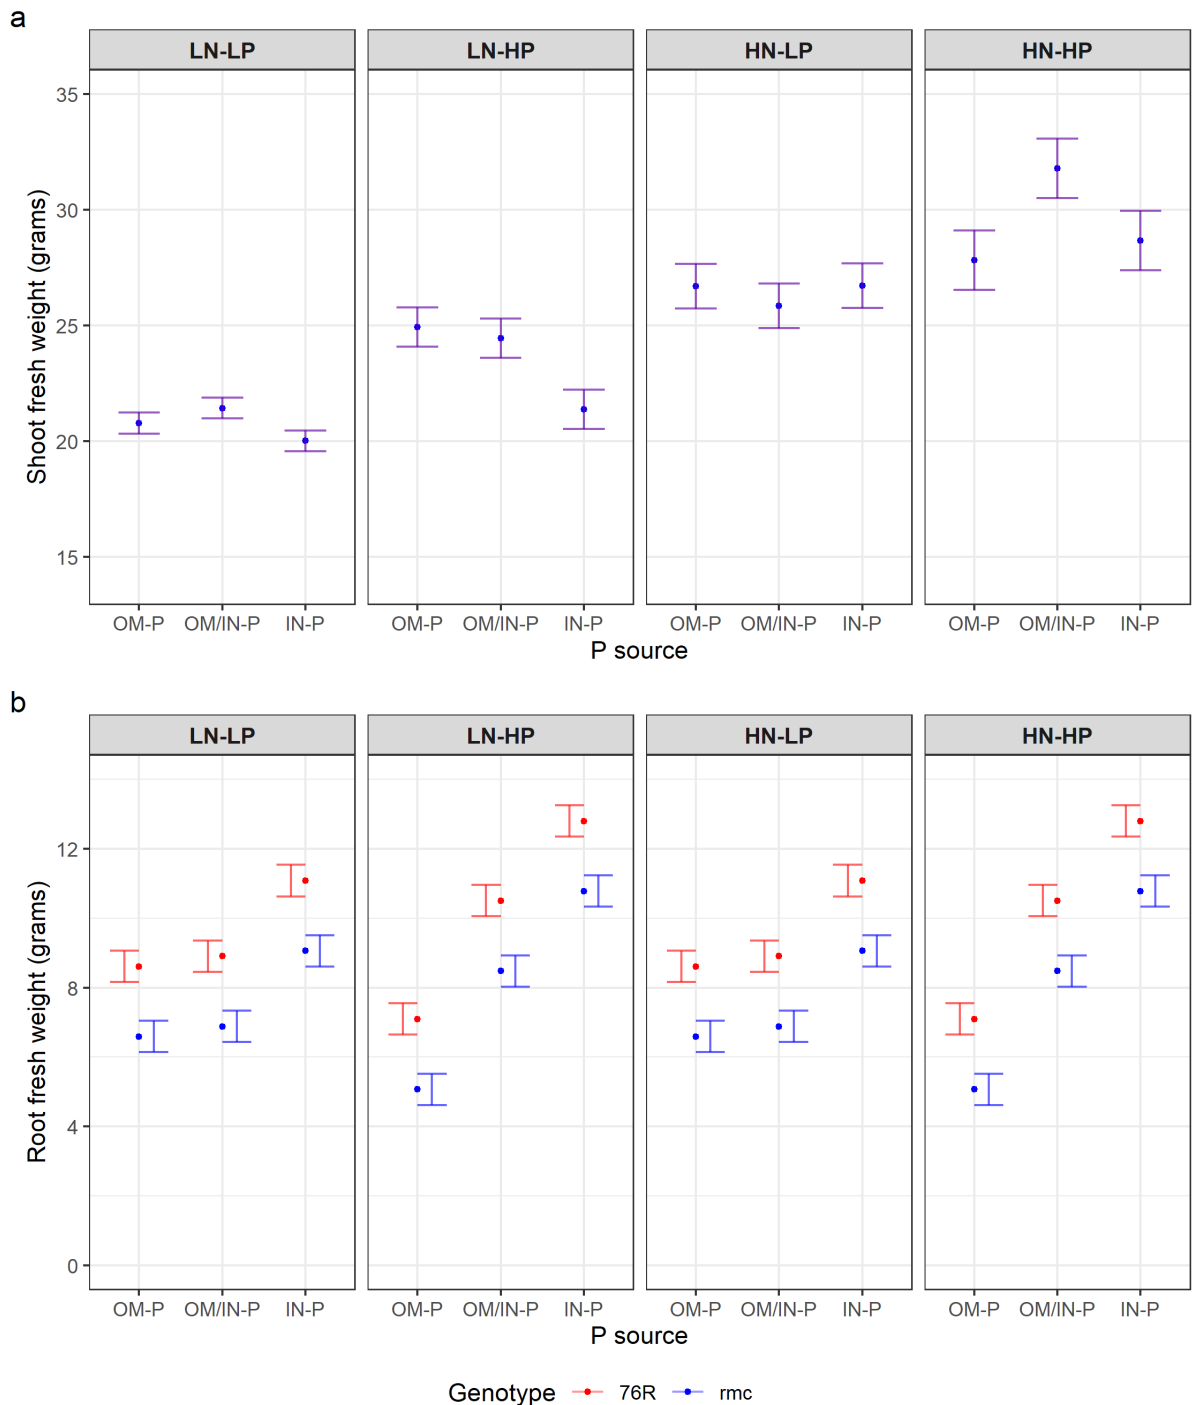 a
LN-LP LN-HP HN-LP HN-HP
Shoot fresh weight (grams)
35
30
25
20
15
OM-P OM/IN-P IN-P OM-P OM/IN-P IN-P OM-P OM/IN-P IN-P OM-P OM/IN-P IN-P
P source
b
LN-LP LN-HP HN-LP HN-HP
Root fresh weight (grams)
12
8
4
0
OM-P OM/IN-P IN-P OM-P OM/IN-P IN-P OM-P OM/IN-P IN-P OM-P OM/IN-P IN-P
P source
Genotype 76R rmc